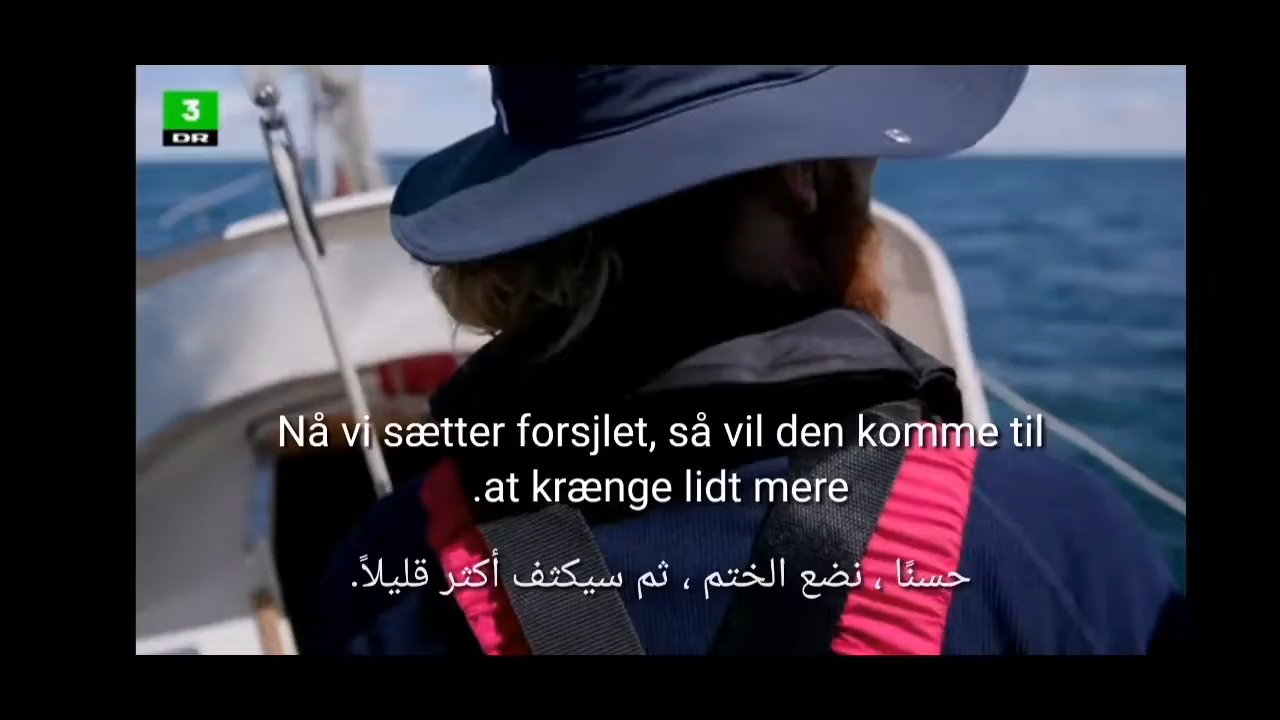 3
DR
Nå vi sætter forsjlet, så vil den komme til
.at krænge lidt mere
حسنًا ، نضع الختم ، ثم سيكثف أكثر قليلاً.